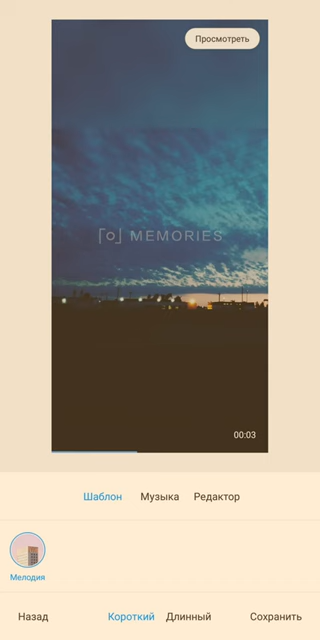 Просмотреть
MEMORIES
00:03
Шаблон Музыка Редактор
Мелодия
Назад Короткий Длинный Сохранить